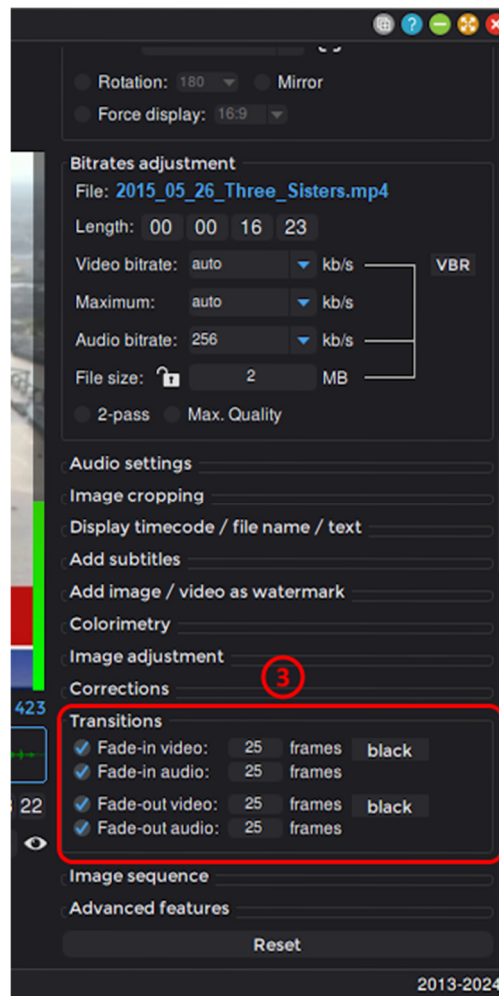 ?
Rotation: 180 Mirror
Force display: 16:9
Bitrates adjustment
File: 2015_05_26_Three_Sisters.mp4
Length: 00 00 16 23
Video bitrate: auto kb/s VBR
Maximum: auto kb/s
Audio bitrate: 256 kb/s
File size: 2 MB
2-pass Max. Quality
Audio settings
Image cropping
Display timecode / file name / text
Add subtitles
Add image / video as watermark
Colorimetry
Image adjustment
3
Corrections
423
Transitions
Fade-in video: 25 frames black
Fade-in audio: 25 frames
22 Fade-out video: 25 frames black
Fade-out audio: 25 frames
Image sequence
Advanced features
Reset
2013-2024